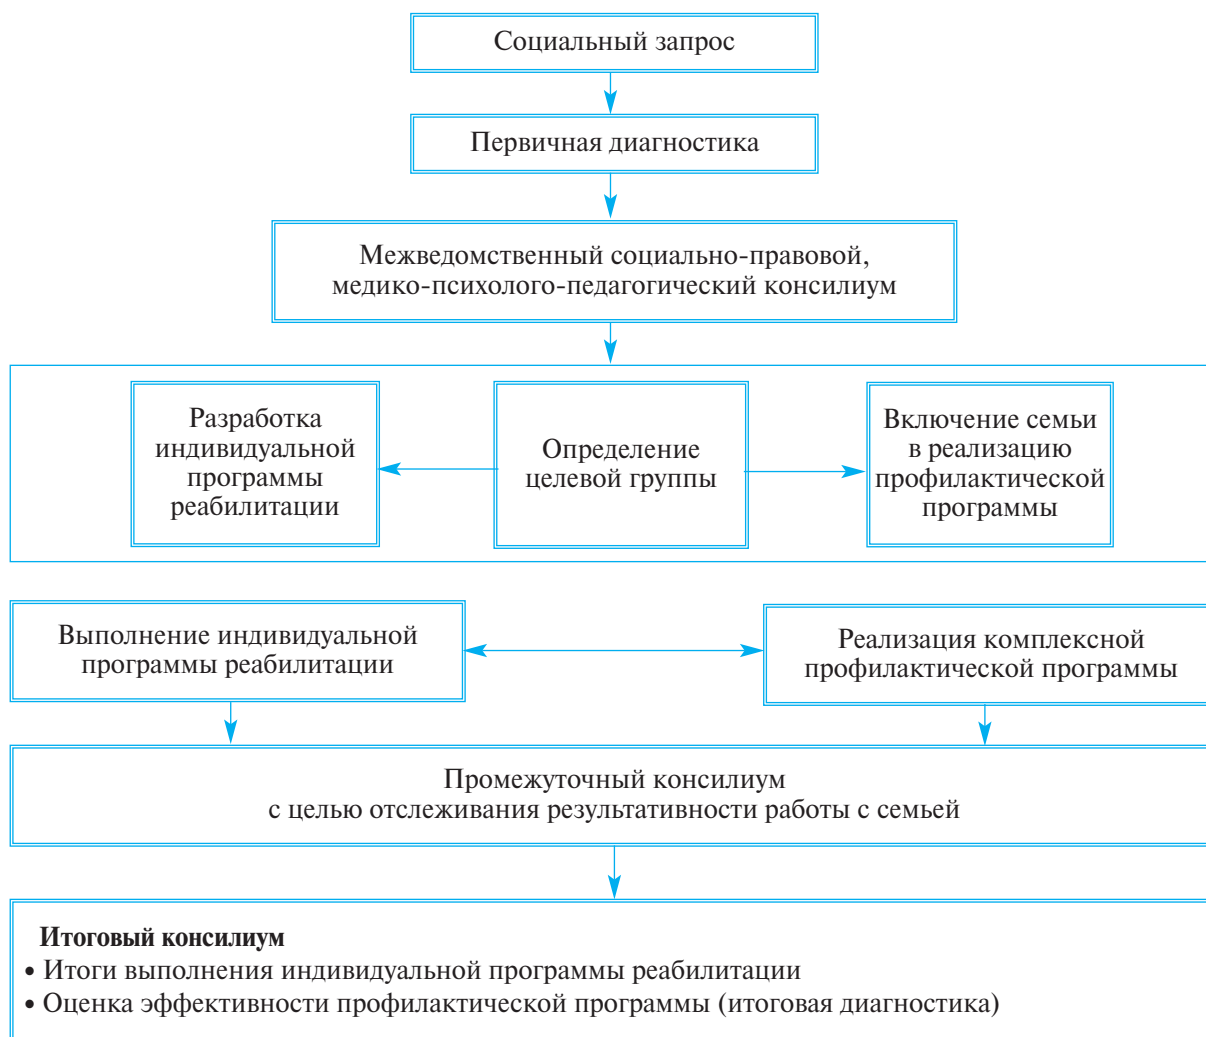 Социальный запрос
Первичная диагностика
Межведомственный социально-правовой,
медико-психолого-педагогический консилиум
Разработка
индивидуальной
программы
реабилитации
Определение
целевой группы
Включение семьи
в реализацию
профилактической
программы
Выполнение индивидуальной
программы реабилитации
Реализация комплексной
профилактической программы
Промежуточный консилиум
с целью отслеживания результативности работы с семьей
Итоговый консилиум
• Итоги выполнения индивидуальной программы реабилитации
• Оценка эффективности профилактической программы (итоговая диагностика)